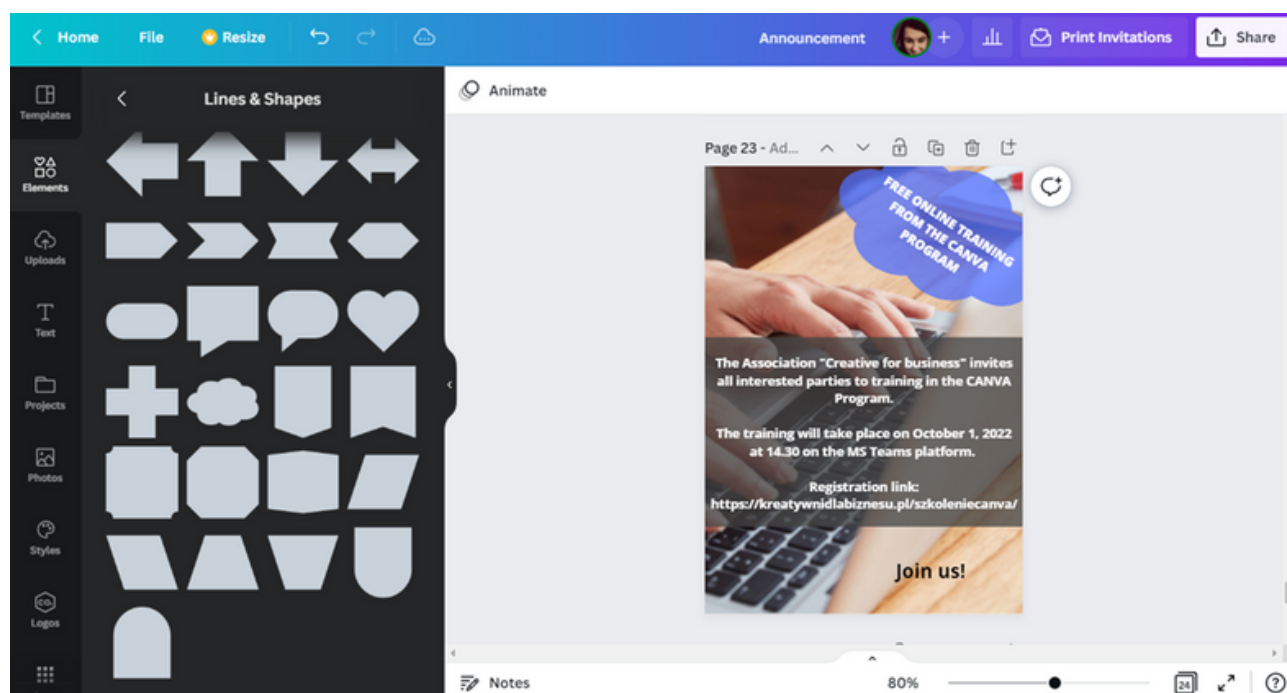 Home File Resize Announcement + Print Invitations Share
Templates
Elements
Uploads
Text
Projects
Photos
Styles
CO.
Logos
Lines & Shapes
Animate
Page 23 - Ad...
FREE ONLINE TRAINING
FROM THE CANVA
PROGRAM
The Association "Creative for business" invites
all interested parties to training in the CANVA
Program.
The training will take place on October 1, 2022
at 14.30 on the MS Teams platform.
Registration link:
https://kreatywnidlabiznesu.pl/szkoleniecanva/
Join us!
Notes 80% 24 ?